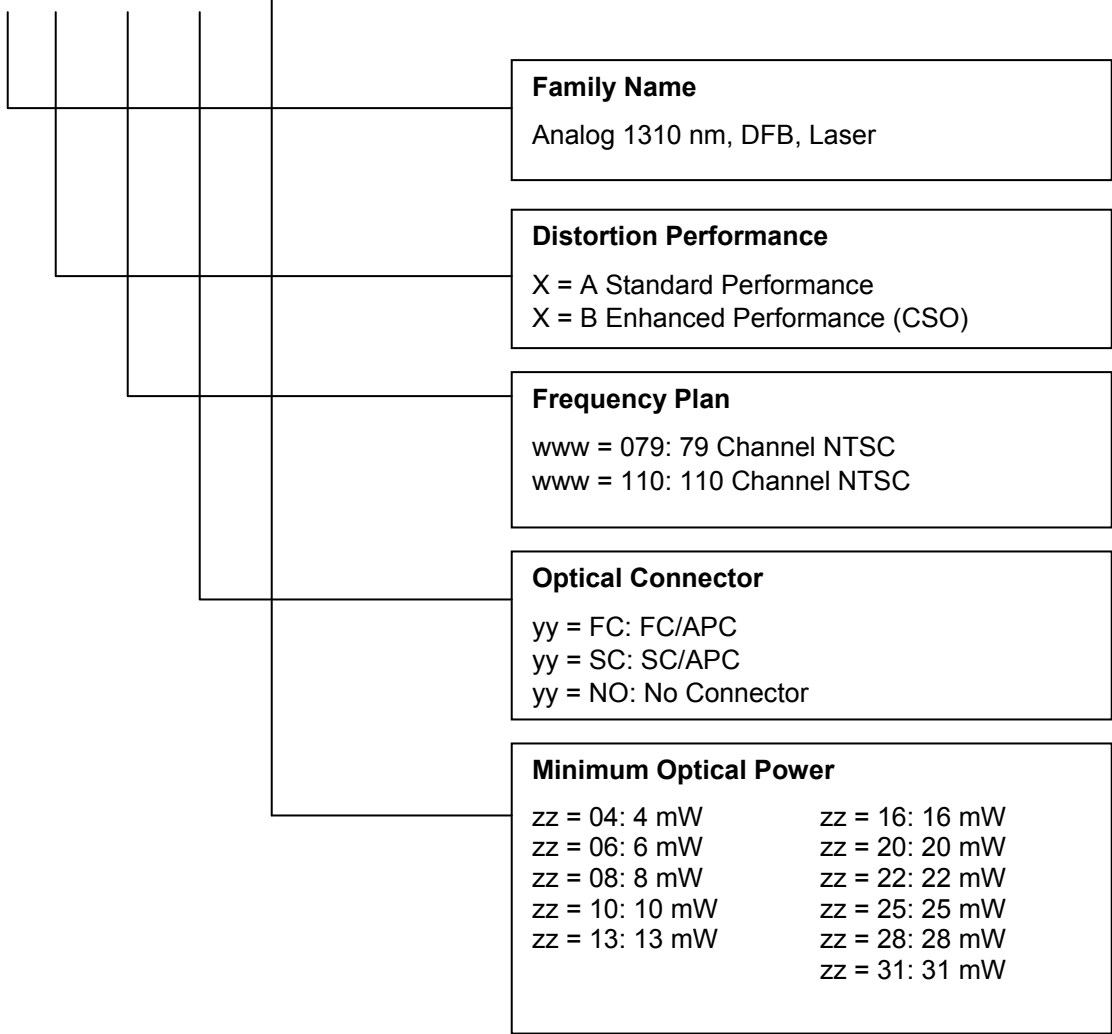 Family Name
Analog 1310 nm, DFB, Laser
Distortion Performance
X = A Standard Performance
X = B Enhanced Performance (CSO)
Frequency Plan
www = 079: 79 Channel NTSC
www = 110: 110 Channel NTSC
Optical Connector
yy = FC: FC/APC
yy = SC: SC/APC
yy = NO: No Connector
Minimum Optical Power
zz = 04: 4 mW
zz = 06: 6 mW
zz = 08: 8 mW
zz = 10: 10 mW
zz = 13: 13 mW
zz = 16: 16 mW
zz = 20: 20 mW
zz = 22: 22 mW
zz = 25: 25 mW
zz = 28: 28 mW
zz = 31: 31 mW